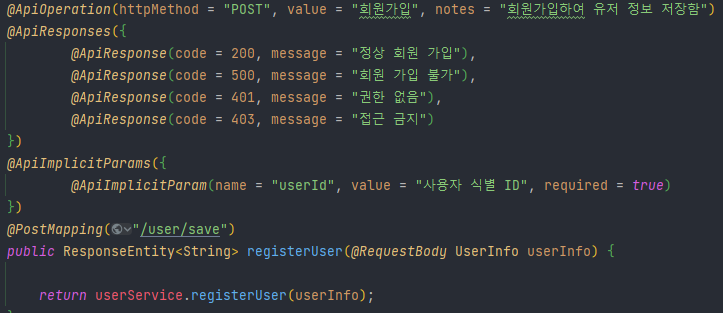 @ApiOperation(httpMethod = "POST", value = "회원가입", notes = "회원가입하여 유저 정보 저장함")
@ApiResponses({
@ApiResponse(code = 200, message = "정상 회원 가입"),
@ApiResponse(code = 500, message = "회원 가입 불가"),
@ApiResponse(code = 401, message = "권한 없음"),
@ApiResponse(code = 403, message = "접근 금지")
})
@ApiImplicitParams({
@ApiImplicitParam(name = "userId", value = "사용자 식별 ID", required = true)
})
@PostMapping("/user/save")
public ResponseEntity<String> registerUser(@RequestBody UserInfo userInfo) {
return userService.registerUser(userInfo);
}